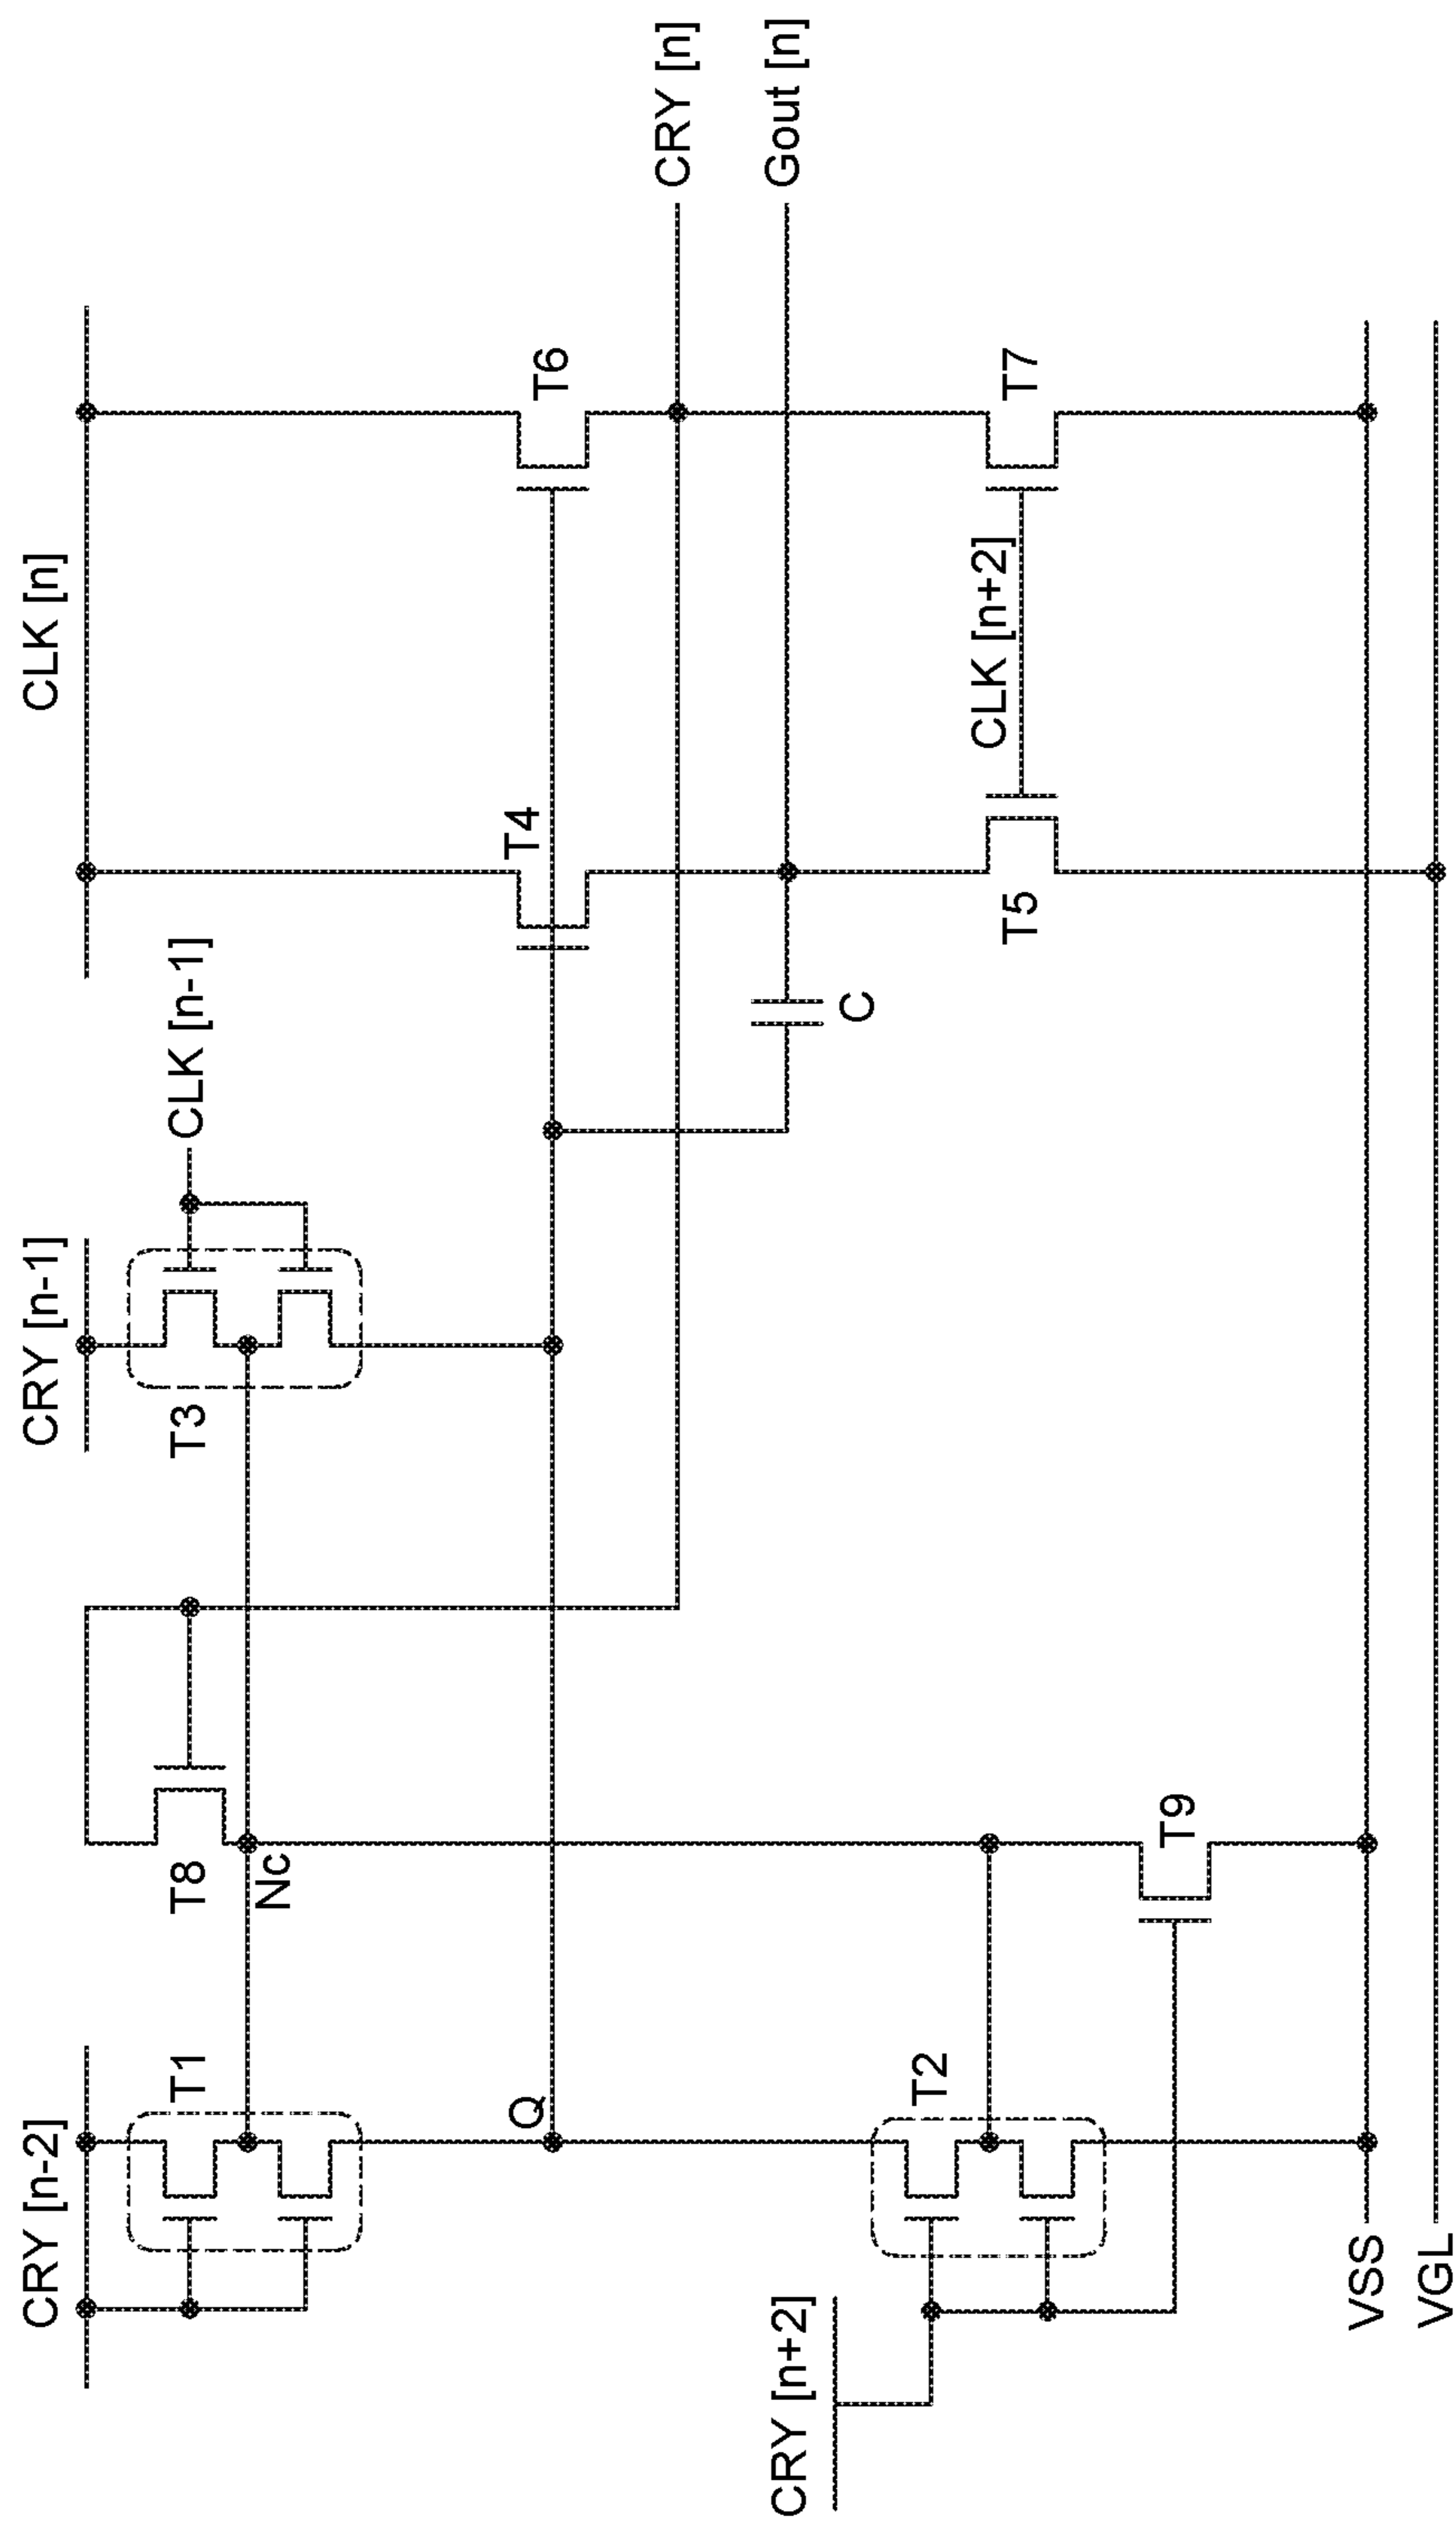 CRY [n-2]
CRY [n-1]
CLK [n]
T1
T8
T3
CLK [n-1]
Nc
Q
T4
T6
CRY [n]
Gout [n]
C
CRY [n+2]
T2
T5
CLK [n+2]
T7
T9
VSS
VGL